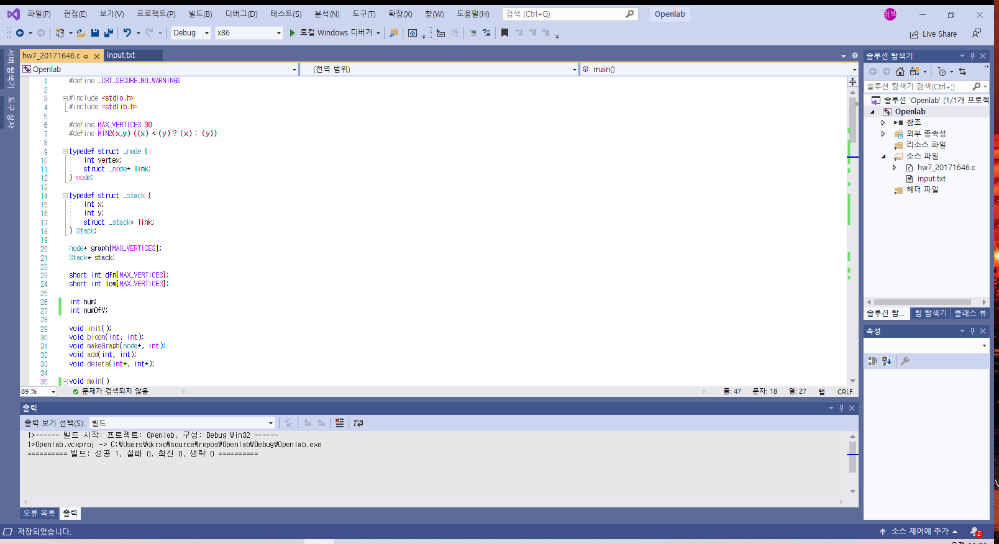 파일(F) 편집(E) 보기(V) 프로젝트(P) 빌드(B) 디버그(D) 테스트(S) 분석(N) 도구(T) 확장(X) 창(W) 도움말(H) 검색 (Ctrl+Q) Openlab 태박
Debug x86 로컬 Windows 디버거 Live Share
서버 탐색기
도구 상자
hw7_20171646.c input.txt
Openlab (전역 범위) main()
1 #define _CRT_SECURE_NO_WARNINGS
2
3 #include <stdio.h>
4 #include <stdlib.h>
5
6 #define MAX_VERTICES 30
7 #define MIN2(x,y) ((x) < (y) ? (x) : (y))
8
9 typedef struct _node {
10 int vertex;
11 struct _node* link;
12 } node;
13
14 typedef struct _stack {
15 int x;
16 int y;
17 struct _stack* link;
18 } Stack;
19
20 node* graph[MAX_VERTICES];
21 Stack* stack;
22
23 short int dfn[MAX_VERTICES];
24 short int low[MAX_VERTICES];
25
26 int num;
27 int numOfV;
28
29 void init();
30 void bicon(int, int);
31 void makeGraph(node*, int);
32 void add(int, int);
33 void delete(int*, int*);
34
35 void main()
89 % 문제가 검색되지 않음 줄: 47 문자: 18 열: 27 탭 CRLF
출력
출력 보기 선택(S): 빌드
1>------ 빌드 시작: 프로젝트: Openlab, 구성: Debug Win32 ------
1>Openlab.vcxproj -> C:₩Users₩qkrxo₩source₩repos₩Openlab₩Debug₩Openlab.exe
========== 빌드: 성공 1, 실패 0, 최신 0, 생략 0 ==========
오류 목록 출력
솔루션 탐색기
솔루션 탐색기 검색(Ctrl+;)
솔루션 'Openlab' (1/1개 프로젝
Openlab
참조
외부 종속성
리소스 파일
소스 파일
hw7_20171646.c
input.txt
헤더 파일
솔루션 탐... 팀 탐색기 클래스 뷰
속성
저장되었습니다. 소스 제어에 추가 2